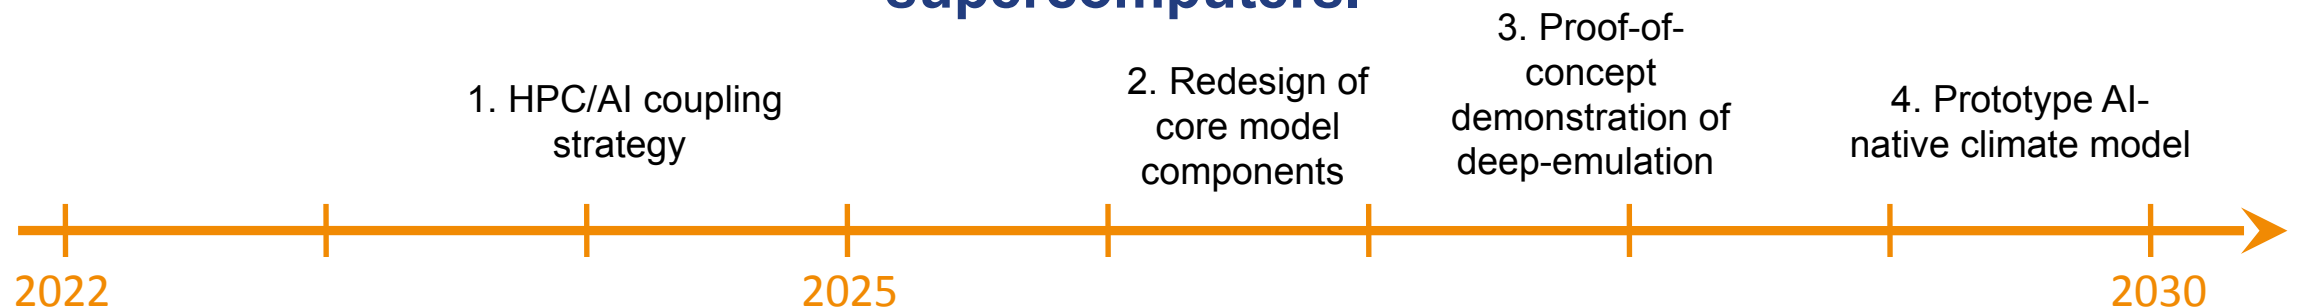 supercomputers.
1. HPC/AI coupling
strategy
2. Redesign of
core model
components
3. Proof-of-
concept
demonstration of
deep-emulation
4. Prototype AI-
native climate model
2022
2025
2030